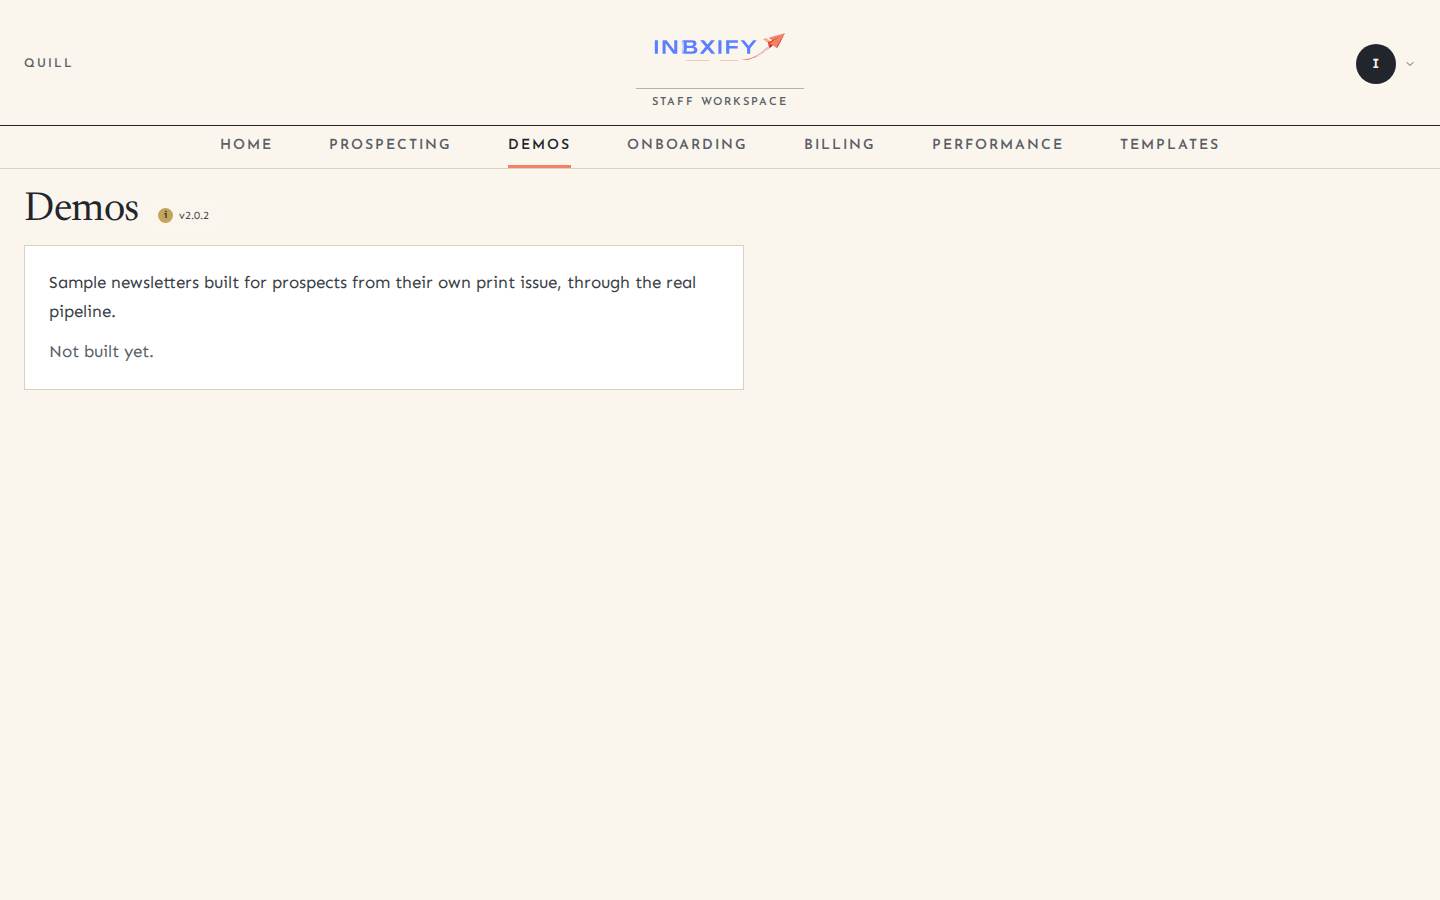 QUILL
INBXIFY
STAFF WORKSPACE
I
HOME PROSPECTING DEMOS ONBOARDING BILLING PERFORMANCE TEMPLATES
Demos i v2.0.2
Sample newsletters built for prospects from their own print issue, through the real
pipeline.
Not built yet.